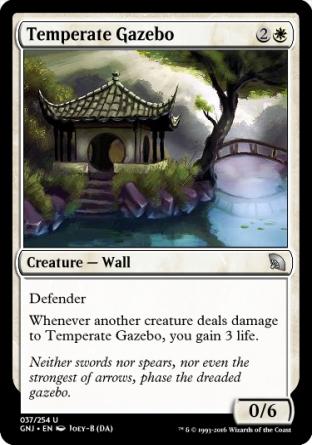 Temperate Gazebo 2
Creature — Wall
Defender
Whenever another creature deals damage
to Temperate Gazebo, you gain 3 life.
Neither swords nor spears, nor even the
strongest of arrows, phase the dreaded
gazebo.
0/6
037/254 U
GNJ • EN Joey-B (DA)
™ & © 1993-2016 Wizards of the Coast